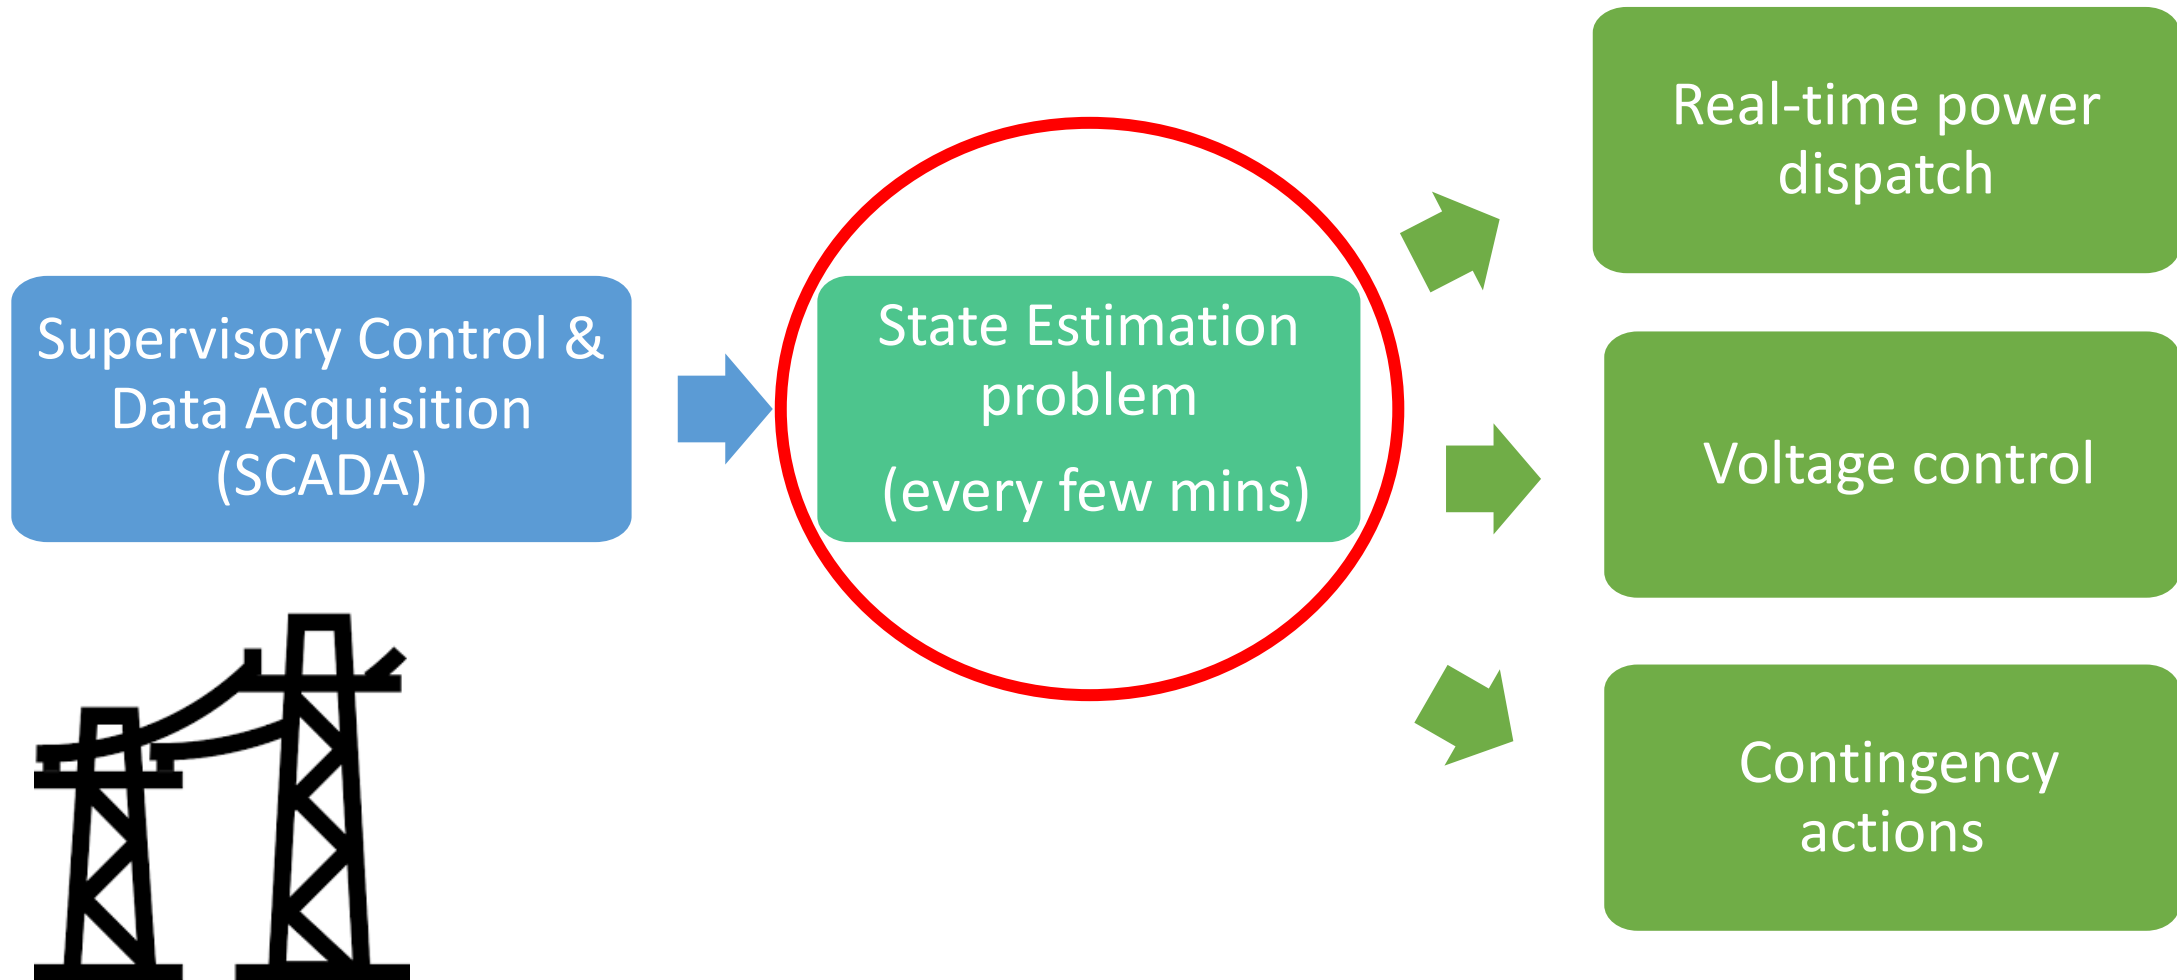 Supervisory Control &
Data Acquisition
(SCADA)
State Estimation
problem
(every few mins)
Real-time power
dispatch
Voltage control
Contingency
actions